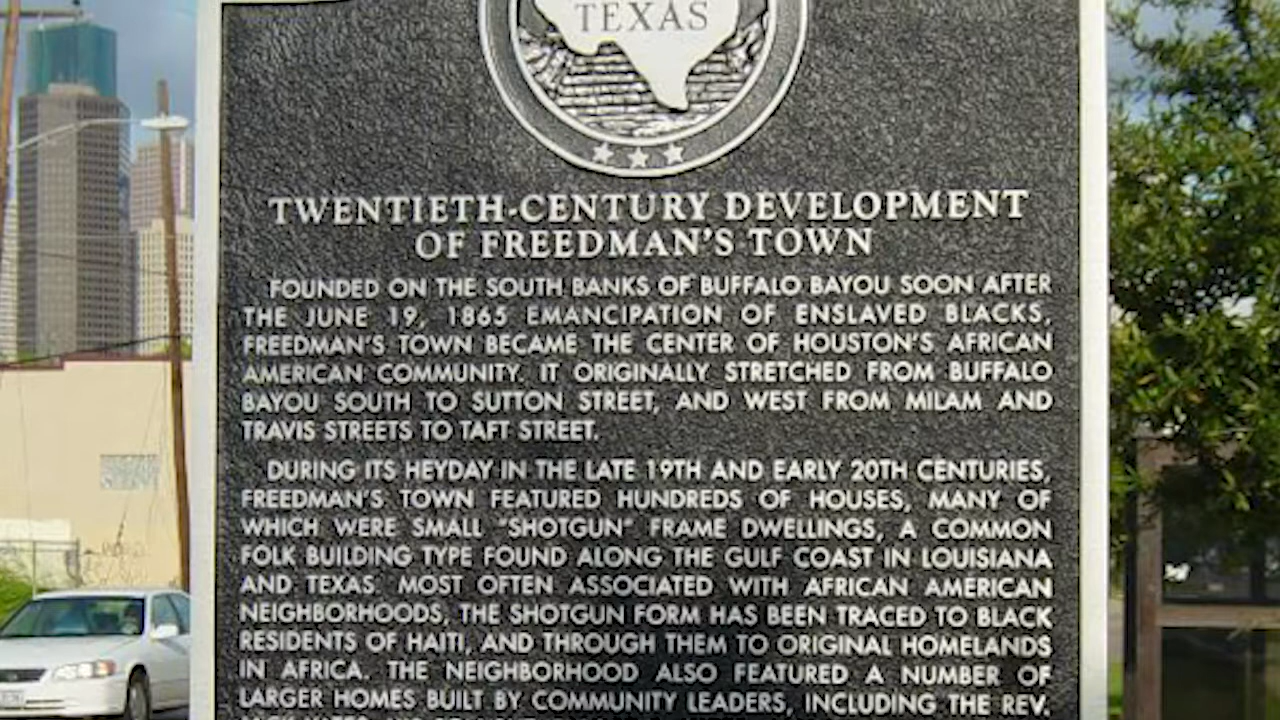 TEXAS
TWENTIETH-CENTURY DEVELOPMENT
OF FREEDMAN'S TOWN
FOUNDED ON THE SOUTH BANKS OF BUFFALO BAYOU SOON AFTER
THE JUNE 19, 1865 EMANCIPATION OF ENSLAVED BLACKS,
FREEDMAN'S TOWN BECAME THE CENTER OF HOUSTON'S AFRICAN
AMERICAN COMMUNITY. IT ORIGINALLY STRETCHED FROM BUFFALO
BAYOU SOUTH TO SUTTON STREET, AND WEST FROM MILAM AND
TRAVIS STREETS TO TAFT STREET.
DURING ITS HEYDAY IN THE LATE 19TH AND EARLY 20TH CENTURIES,
FREEDMAN'S TOWN FEATURED HUNDREDS OF HOUSES, MANY OF
WHICH WERE SMALL "SHOTGUN" FRAME DWELLINGS, A COMMON
FOLK BUILDING TYPE FOUND ALONG THE GULF COAST IN LOUISIANA
AND TEXAS. MOST OFTEN ASSOCIATED WITH AFRICAN AMERICAN
NEIGHBORHOODS, THE SHOTGUN FORM HAS BEEN TRACED TO BLACK
RESIDENTS OF HAITI, AND THROUGH THEM TO ORIGINAL HOMELANDS
IN AFRICA. THE NEIGHBORHOOD ALSO FEATURED A NUMBER OF
LARGER HOMES BUILT BY COMMUNITY LEADERS, INCLUDING THE REV.